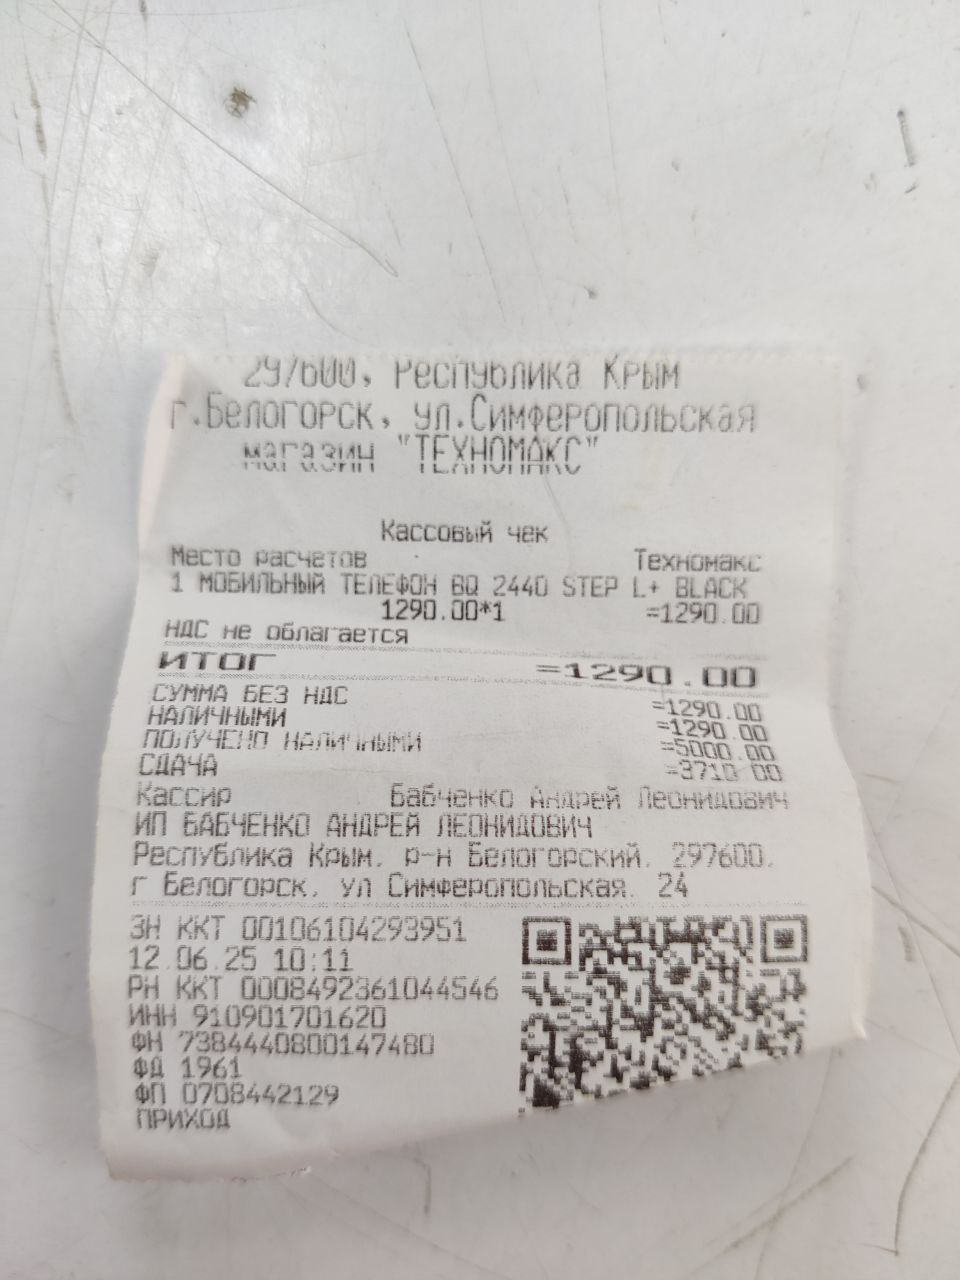 297600, Республика Крым
г.Белогорск, ул.Симферопольская
магазин "ТЕХНОМАКС"
Кассовый чек
Место расчетов Техномакс
1 МОБИЛЬНЫЙ ТЕЛЕФОН BQ 2440 STEP L+ BLACK
1290.00*1 =1290.00
НДС не облагается
ИТОГ =1290.00
СУММА БЕЗ НДС =1290.00
НАЛИЧНЫМИ =1290.00
ПОЛУЧЕНО НАЛИЧНЫМИ =5000.00
СДАЧА =3710.00
Кассир Бабченко Андрей Леонидович
ИП БАБЧЕНКО АНДРЕЙ ЛЕОНИДОВИЧ
Республика Крым, р-н Белогорский, 297600,
г Белогорск, ул Симферопольская, 24
ЗН ККТ 00106104293951
12.06.25 10:11
РН ККТ 0008492361044546
ИНН 910901701620
ФН 7384440800147480
ФД 1961
ФП 0708442129
ПРИХОД